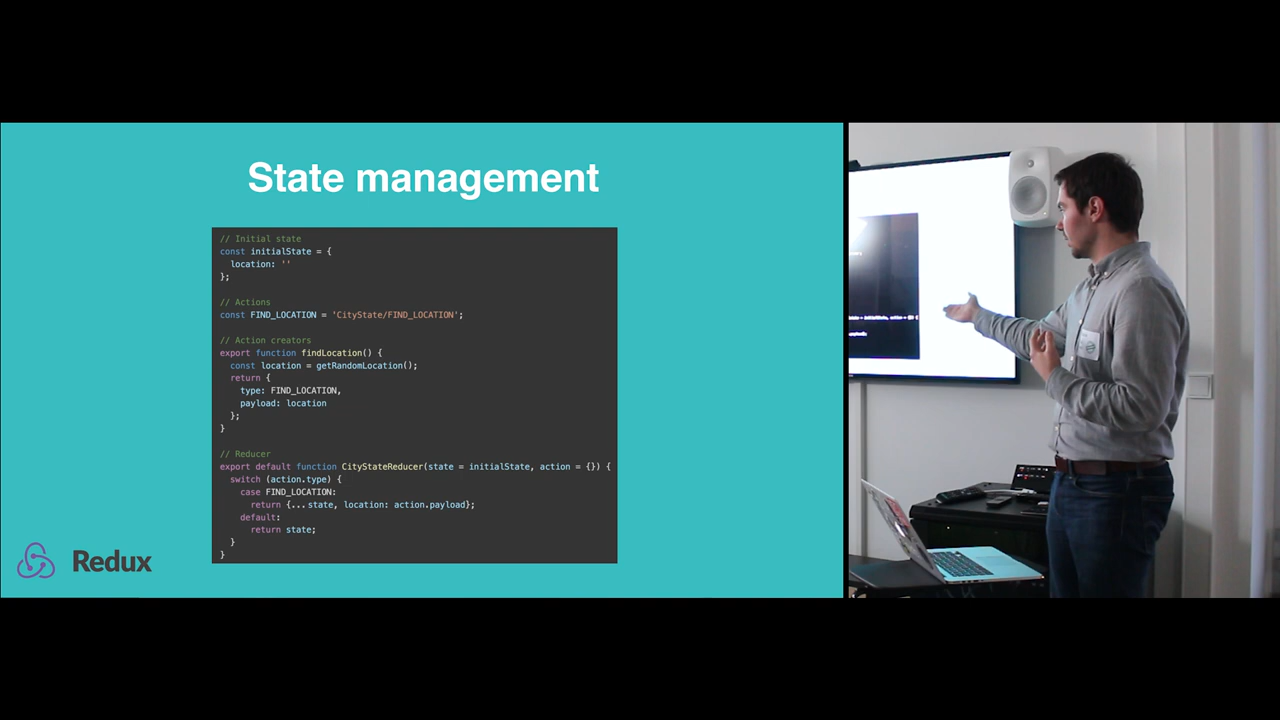 State management
// Initial state
const initialState = {
  location: ''
};
// Actions
const FIND_LOCATION = 'CityState/FIND_LOCATION';
// Action creators
export function findLocation() {
  const location = getRandomLocation();
  return {
    type: FIND_LOCATION,
    payload: location
  };
}
// Reducer
export default function CityStateReducer(state = initialState, action = {}) {
  switch (action.type) {
    case FIND_LOCATION:
      return {...state, location: action.payload};
    default:
      return state;
  }
}
Redux